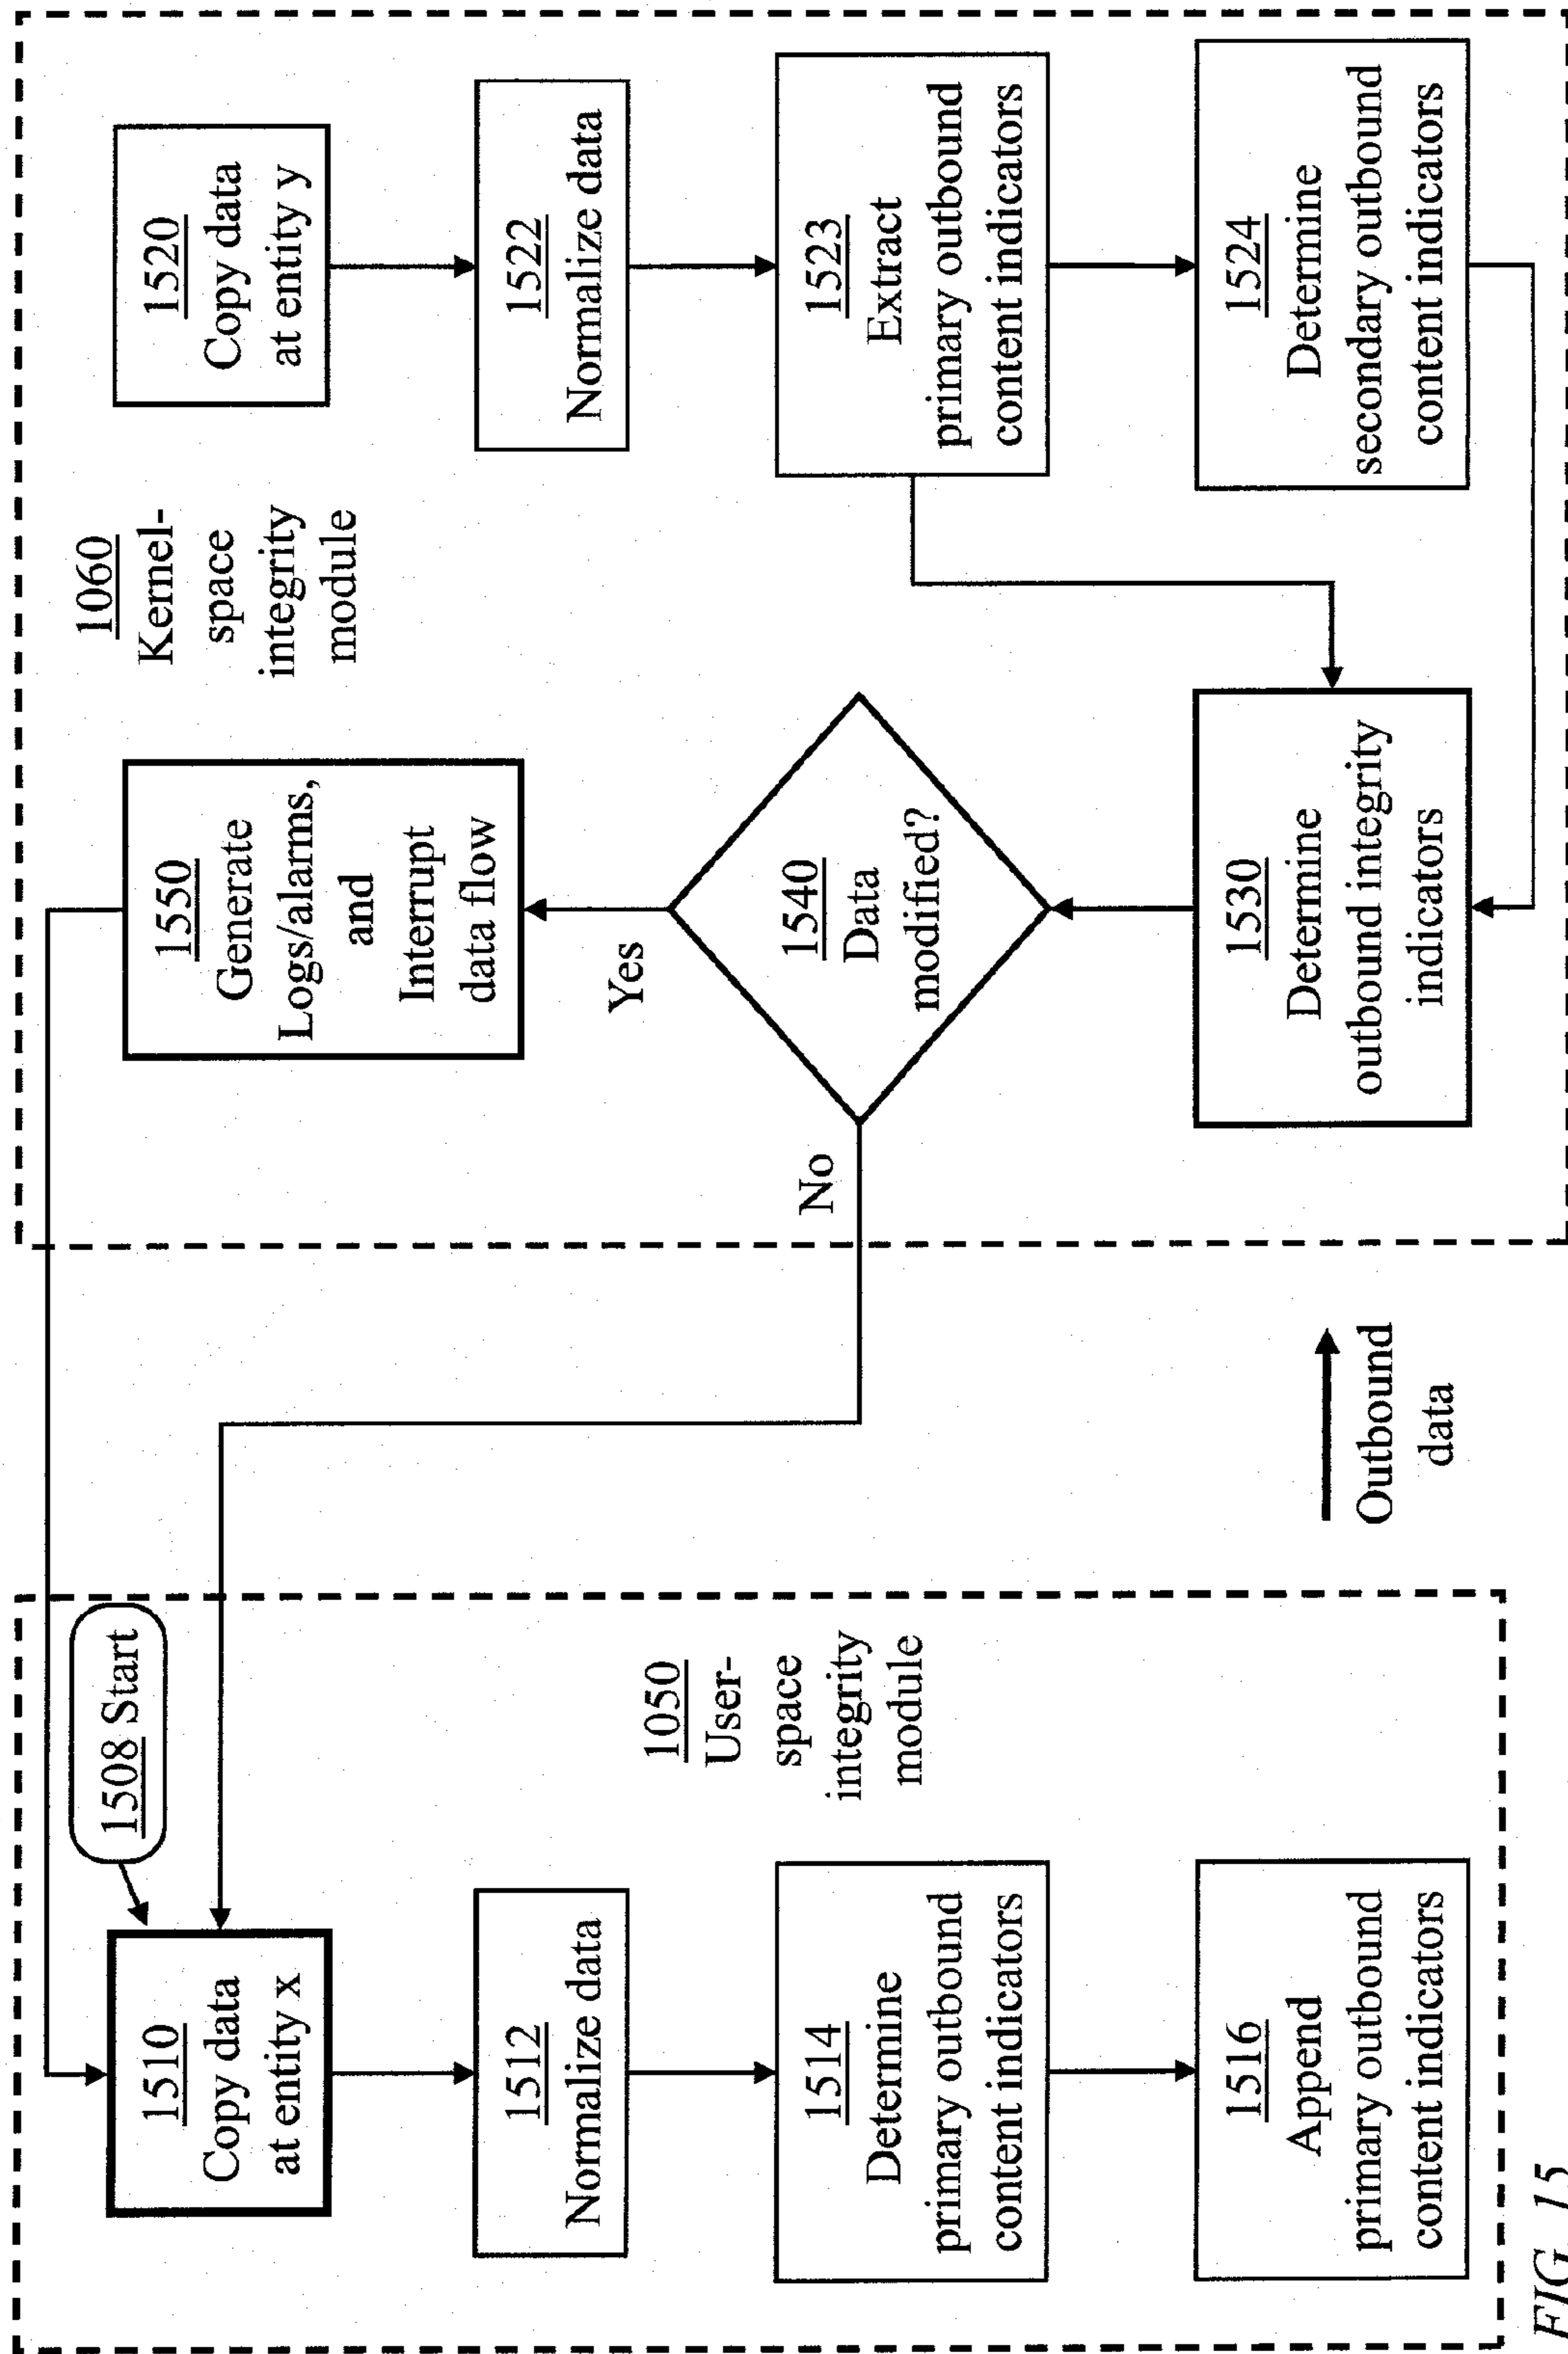 1508 Start
1510
Copy data
at entity x
1512
Normalize data
1514
Determine
primary outbound
content indicators
1516
Append
primary outbound
content indicators
1050
User-
space
integrity
module
Outbound
data
1060
Kernel-
space
integrity
module
1520
Copy data
at entity y
1522
Normalize data
1523
Extract
primary outbound
content indicators
1524
Determine
secondary outbound
content indicators
1530
Determine
outbound integrity
indicators
1540
Data
modified?
Yes
No
1550
Generate
Logs/alarms,
and
Interrupt
data flow
FIG. 15